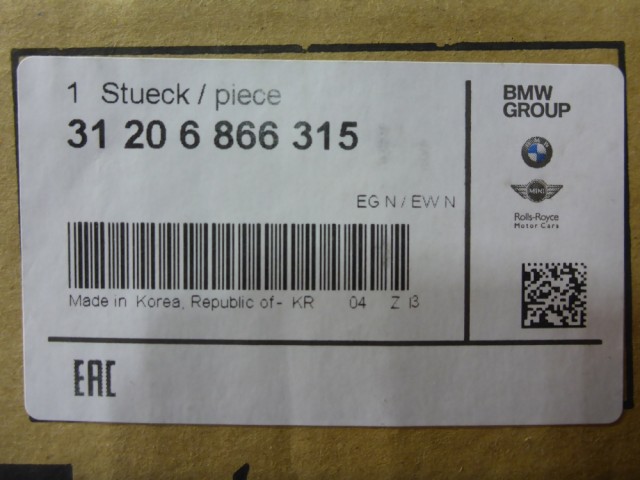 1 Stueck / piece
31 20 6 866 315
EG N / EW N
Made in Korea, Republic of- KR 04 Z 13
EAC
BMW
GROUP
MINI
Rolls-Royce
Motor Cars